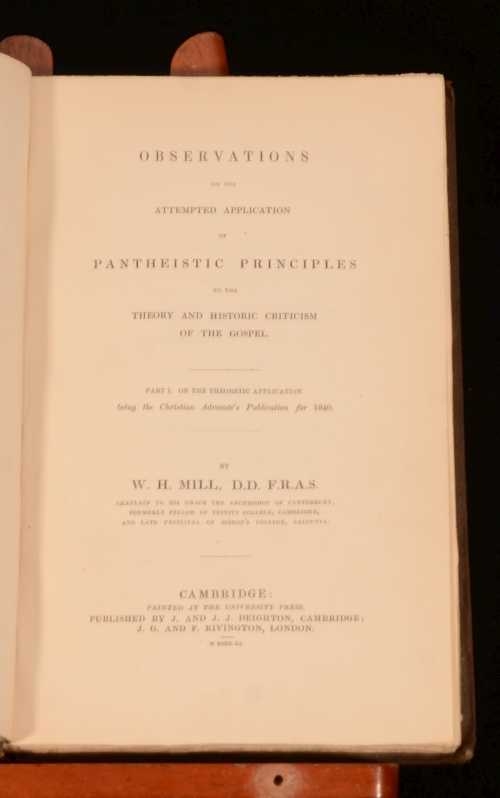 OBSERVATIONS
ON THE
ATTEMPTED APPLICATION
OF
PANTHEISTIC PRINCIPLES
TO THE
THEORY AND HISTORIC CRITICISM
OF THE GOSPEL.
PART I. ON THE THEORETIC APPLICATION
being the Christian Advocate's Publication for 1840.
BY
W. H. MILL, D.D. F.R.A.S.
CHAPLAIN TO HIS GRACE THE ARCHBISHOP OF CANTERBURY,
FORMERLY FELLOW OF TRINITY COLLEGE, CAMBRIDGE,
AND LATE PRINCIPAL OF BISHOP'S COLLEGE, CALCUTTA.
CAMBRIDGE:
PRINTED AT THE UNIVERSITY PRESS.
PUBLISHED BY J. AND J. J. DEIGHTON, CAMBRIDGE;
J. G. AND F. RIVINGTON, LONDON.